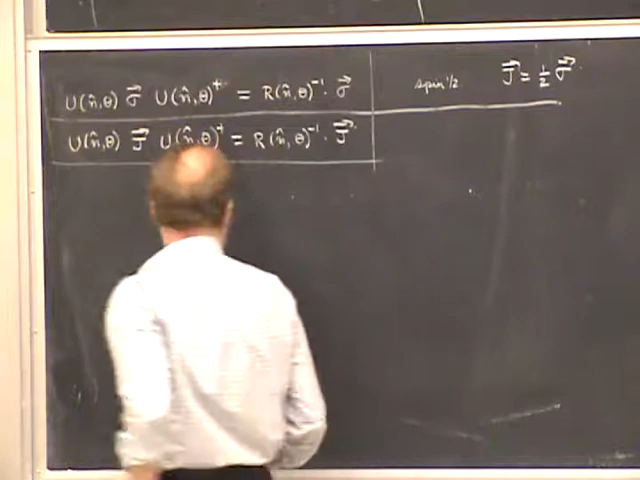 U(n̂,θ) σ⃗ U(n̂,θ)⁺ = R(n̂,θ)⁻¹ · σ⃗
spin 1/2 J⃗ = ½ σ⃗
U(n̂,θ) J⃗ U(n̂,θ)⁺ = R(n̂,θ)⁻¹ · J⃗